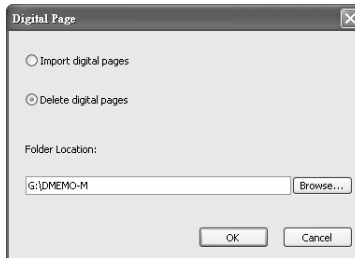 Digital Page
Import digital pages
Delete digital pages
Folder Location:
G:\DMEMO-M
Browse...
OK
Cancel